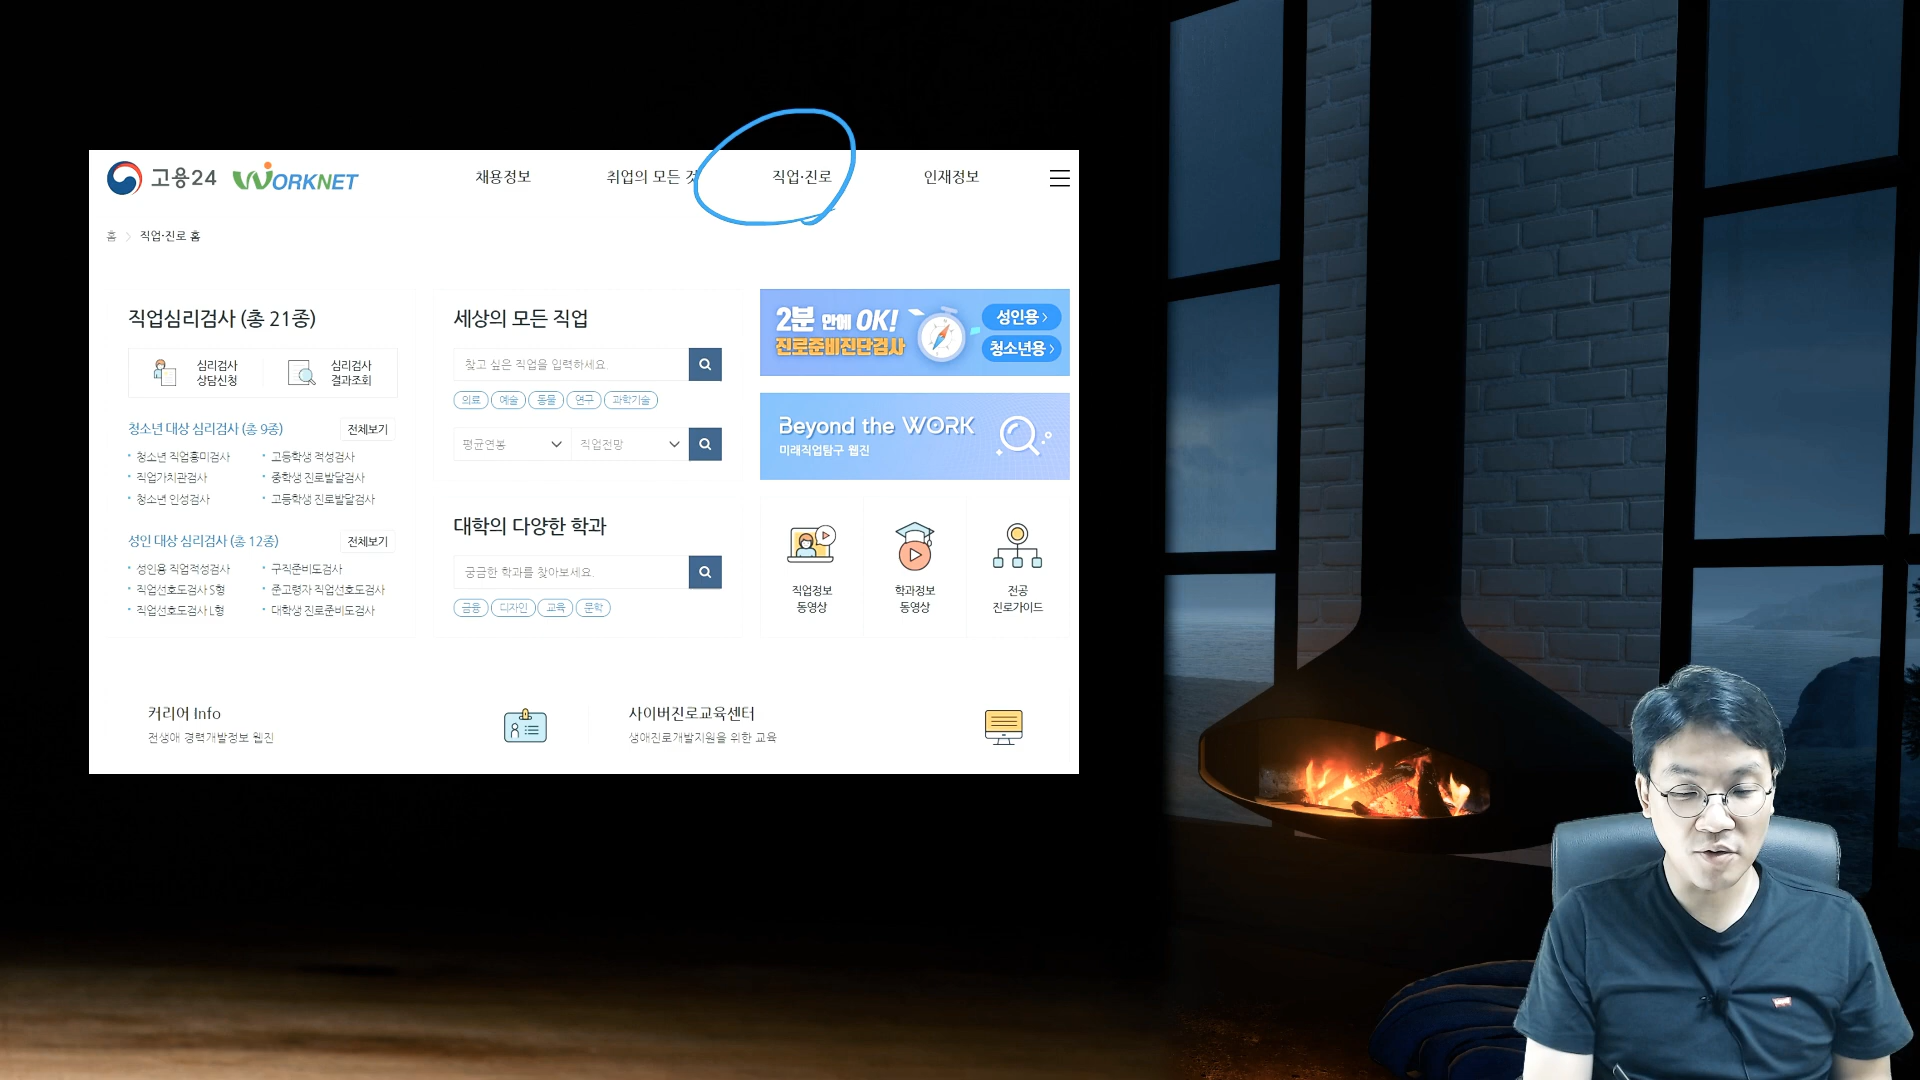 고용24 WORKNET 채용정보 취업의 모든 것 직업·진로 인재정보
홈 > 직업·진로 홈
직업심리검사 (총 21종)
심리검사
상담신청
심리검사
결과조회
청소년 대상 심리검사 (총 9종) 전체보기
청소년 직업흥미검사 고등학생 적성검사
직업가치관검사 중학생 진로발달검사
청소년 인성검사 고등학생 진로발달검사
성인 대상 심리검사 (총 12종) 전체보기
성인용 직업적성검사 구직준비도검사
직업선호도검사 S형 준고령자 직업선호도검사
직업선호도검사 L형 대학생 진로준비도검사
세상의 모든 직업
찾고 싶은 직업을 입력하세요.
의료 예술 동물 연구 과학기술
평균연봉 직업전망
대학의 다양한 학과
궁금한 학과를 찾아보세요.
금융 디자인 교육 문학
2분 안에 OK!
진로준비진단검사
성인용 >
청소년용 >
Beyond the WORK
미래직업탐구 웹진
직업정보
동영상
학과정보
동영상
전공
진로가이드
커리어 Info
전생애 경력개발정보 웹진
사이버진로교육센터
생애진로개발지원을 위한 교육